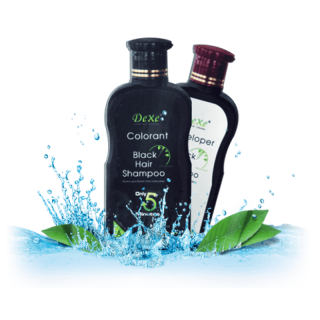 DeXe
Colorant
Black
Hair
Shampoo
Only
5
Minutes
DeXe
eloper
ck
oo